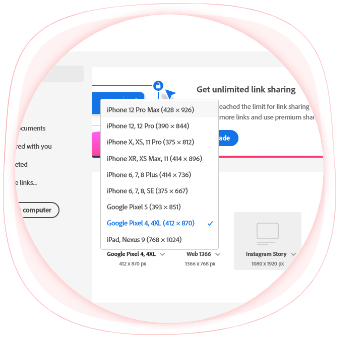 Get unlimited link sharing
eached the limit for link sharing
more links and use premium shar
ade
iPhone 12 Pro Max (428 × 926)
iPhone 12, 12 Pro (390 × 844)
iPhone X, XS, 11 Pro (375 × 812)
iPhone XR, XS Max, 11 (414 × 896)
iPhone 6, 7, 8 Plus (414 × 736)
iPhone 6, 7, 8, SE (375 × 667)
Google Pixel 5 (393 × 851)
Google Pixel 4, 4XL (412 × 870)
iPad, Nexus 9 (768 × 1024)
ocuments
red with you
eted
e links...
computer
Google Pixel 4, 4XL
412 x 870 px
Web 1366
1366 x 768 px
Instagram Story
1080 x 1920 px